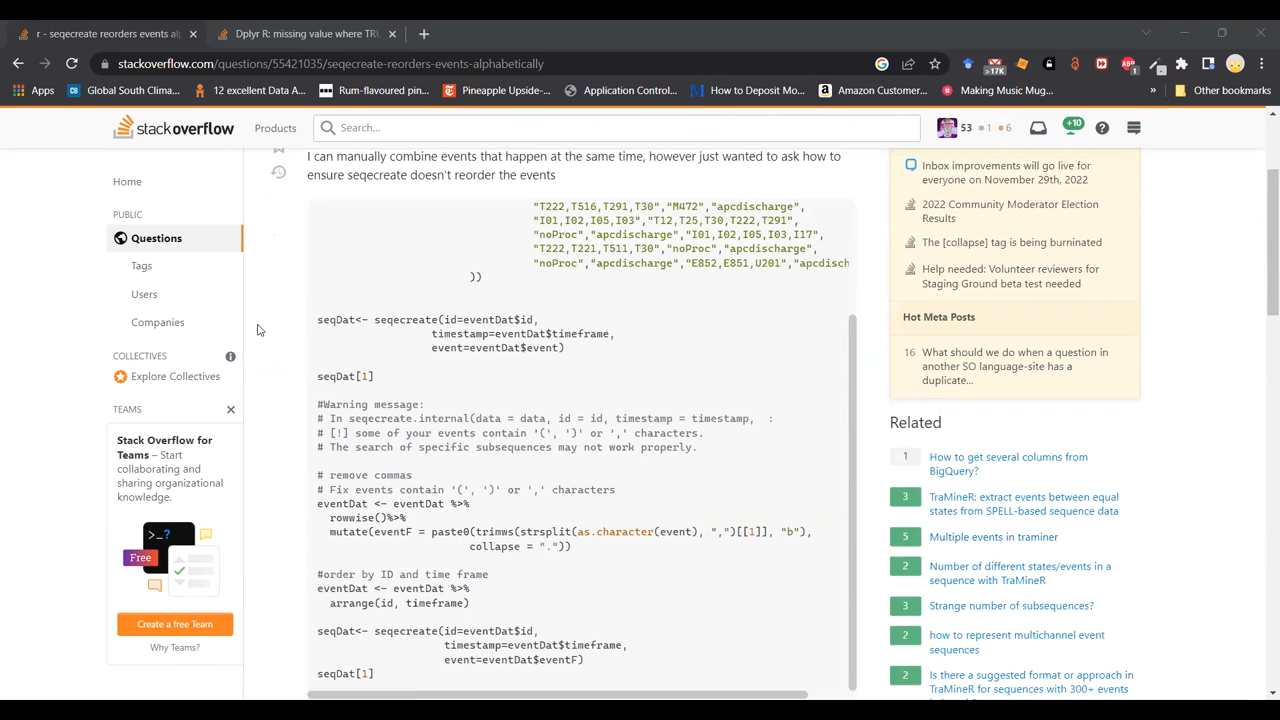 r - seqecreate reorders events al
Dplyr R: missing value where TRU
stackoverflow.com/questions/55421035/seqecreate-reorders-events-alphabetically
>17K
1
Apps
Global South Clima...
12 excellent Data A...
Rum-flavoured pin...
Pineapple Upside-...
Application Control...
How to Deposit Mo...
Amazon Customer...
Making Music Mug...
»
Other bookmarks
stackoverflow
Products
Search...
53 1 6
+10
I can manually combine events that happen at the same time, however just wanted to ask how to
ensure seqecreate doesn't reorder the events
"T222,T516,T291,T30","M472","apcdischarge",
"I01,I02,I05,I03","T12,T25,T30,T222,T291",
"noProc","apcdischarge","I01,I02,I05,I03,I17",
"T222,T221,T511,T30","noProc","apcdischarge",
"noProc","apcdischarge","E852,E851,U201","apcdisch
))
seqDat<- seqecreate(id=eventDat$id,
timestamp=eventDat$timeframe,
event=eventDat$event)
seqDat[1]
#Warning message:
# In seqecreate.internal(data = data, id = id, timestamp = timestamp,  :
# [!] some of your events contain '(', ')' or ',' characters.
# The search of specific subsequences may not work properly.
# remove commas
# Fix events contain '(', ')' or ',' characters
eventDat <- eventDat %>%
rowwise()%>%
mutate(eventF = paste0(trimws(strsplit(as.character(event), ",")[[1]], "b"),
collapse = "."))
#order by ID and time frame
eventDat <- eventDat %>%
arrange(id, timeframe)
seqDat<- seqecreate(id=eventDat$id,
timestamp=eventDat$timeframe,
event=eventDat$eventF)
seqDat[1]
Home
PUBLIC
Questions
Tags
Users
Companies
COLLECTIVES
Explore Collectives
TEAMS
Stack Overflow for
Teams – Start
collaborating and
sharing organizational
knowledge.
>_?
Free
Create a free Team
Why Teams?
Inbox improvements will go live for
everyone on November 29th, 2022
2022 Community Moderator Election
Results
The [collapse] tag is being burninated
Help needed: Volunteer reviewers for
Staging Ground beta test needed
Hot Meta Posts
16 What should we do when a question in
another SO language-site has a
duplicate...
Related
1 How to get several columns from
BigQuery?
3 TraMineR: extract events between equal
states from SPELL-based sequence data
5 Multiple events in traminer
2 Number of different states/events in a
sequence with TraMineR
3 Strange number of subsequences?
2 how to represent multichannel event
sequences
2 Is there a suggested format or approach in
TraMineR for sequences with 300+ events